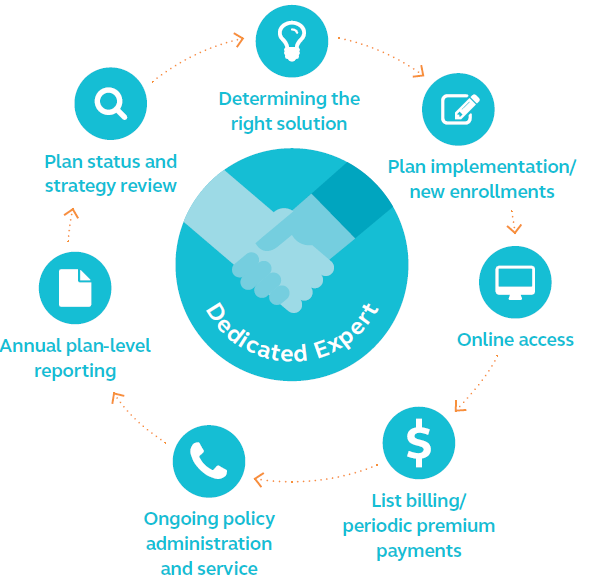 Determining the
right solution
Plan implementation/
new enrollments
Online access
List billing/
periodic premium
payments
Ongoing policy
administration
and service
Annual plan-level
reporting
Plan status and
strategy review
Dedicated Expert